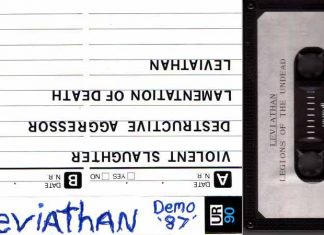 VIOLENT SLAUGHTER
DESTRUCTIVE AGGRESSOR
LAMENTATION OF DEATH
LEVIATHAN
A DATE N.R. YES NO B DATE N.R.
eviathan Demo '87'
UR 90
LEVIATHAN
LEGIONS OF THE UNDEAD